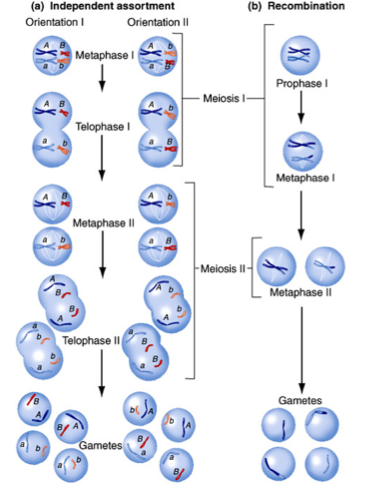 (a) Independent assortment
(b) Recombination
Orientation I
Orientation II
A B
a b
Metaphase I
A b
a B
Prophase I
Meiosis I
A B
a b
Telophase I
A b
a B
Metaphase I
A B
a b
Metaphase II
A b
a B
Meiosis II
Metaphase II
A
B
B
A
a
b
b
a
Telophase II
A
b
b
A
a
B
B
a
Gametes
B
A
A
B
a
b
a
b
Gametes
b
A
b
A
B
a
a
B